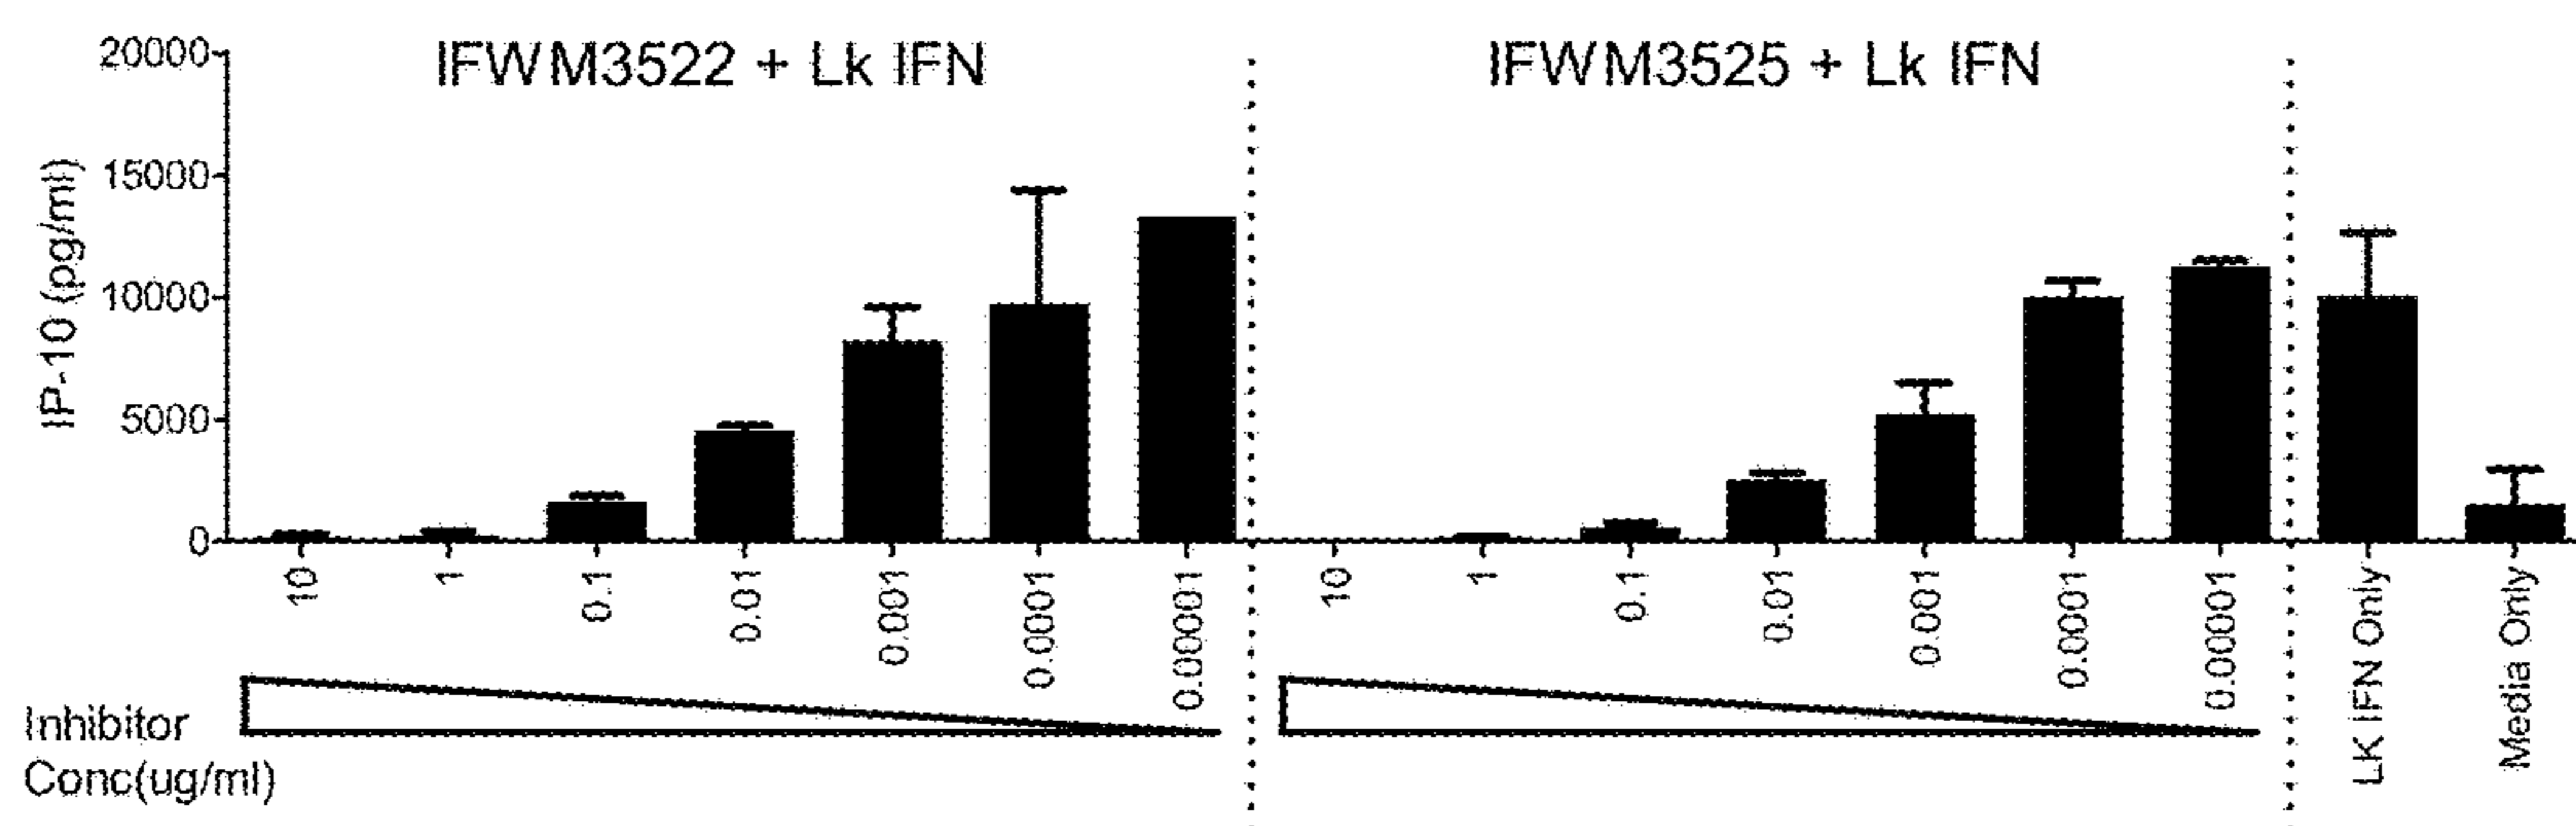 IFWM3522 + Lk IFN
IFWM3525 + Lk IFN
IP-10 (pg/ml)
20000
15000
10000
5000
0
10
1
0.1
0.01
0.001
0.0001
0.00001
10
1
0.1
0.01
0.001
0.0001
0.00001
LK IFN Only
Media Only
Inhibitor
Conc(ug/ml)